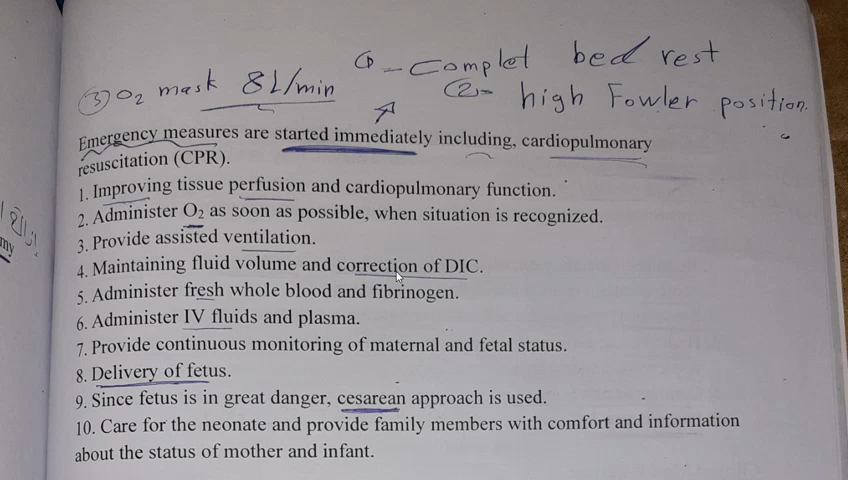 ① - Complet bed rest
② - high Fowler position.
③ O2 mask 8L/min
Emergency measures are started immediately including, cardiopulmonary
resuscitation (CPR).
1. Improving tissue perfusion and cardiopulmonary function.
2. Administer O2 as soon as possible, when situation is recognized.
3. Provide assisted ventilation.
4. Maintaining fluid volume and correction of DIC.
5. Administer fresh whole blood and fibrinogen.
6. Administer IV fluids and plasma.
7. Provide continuous monitoring of maternal and fetal status.
8. Delivery of fetus.
9. Since fetus is in great danger, cesarean approach is used.
10. Care for the neonate and provide family members with comfort and information
about the status of mother and infant.